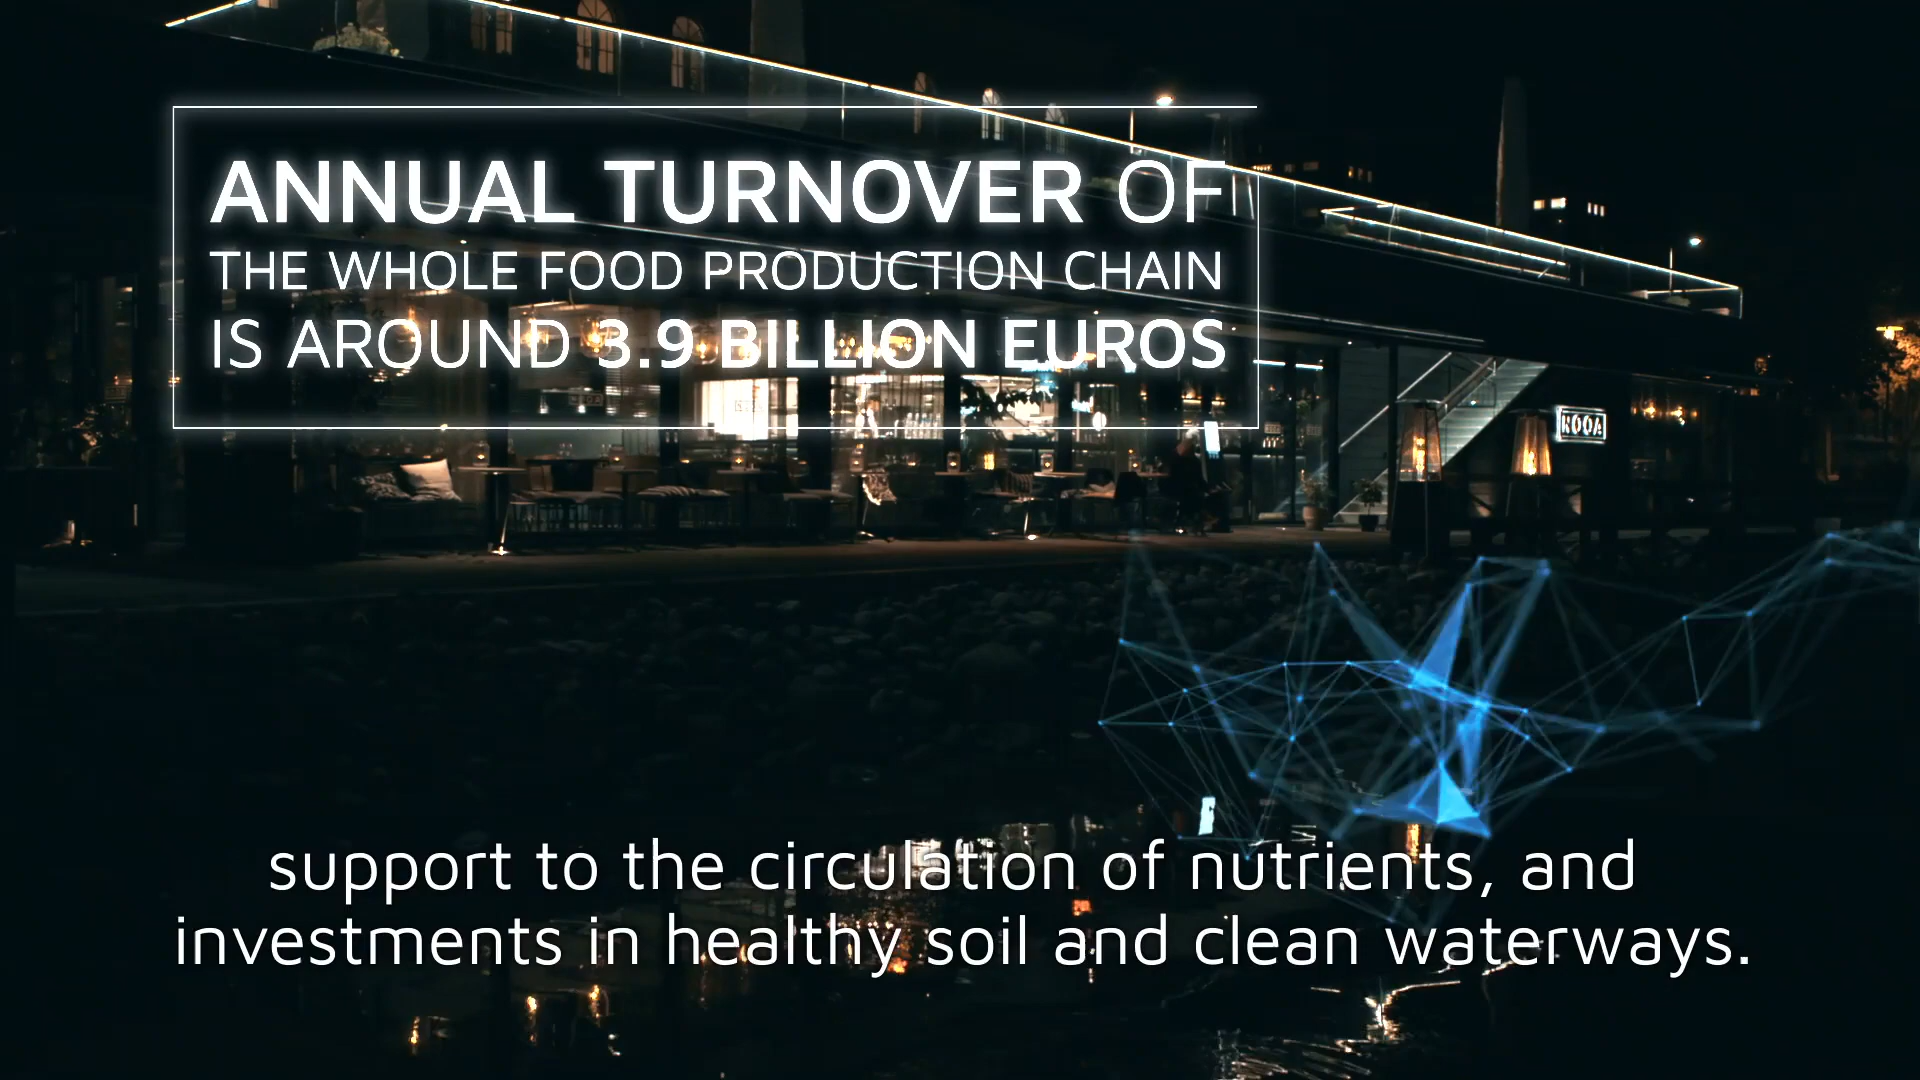 ANNUAL TURNOVER OF
THE WHOLE FOOD PRODUCTION CHAIN
IS AROUND 3.9 BILLION EUROS
NOOA
support to the circulation of nutrients, and
investments in healthy soil and clean waterways.